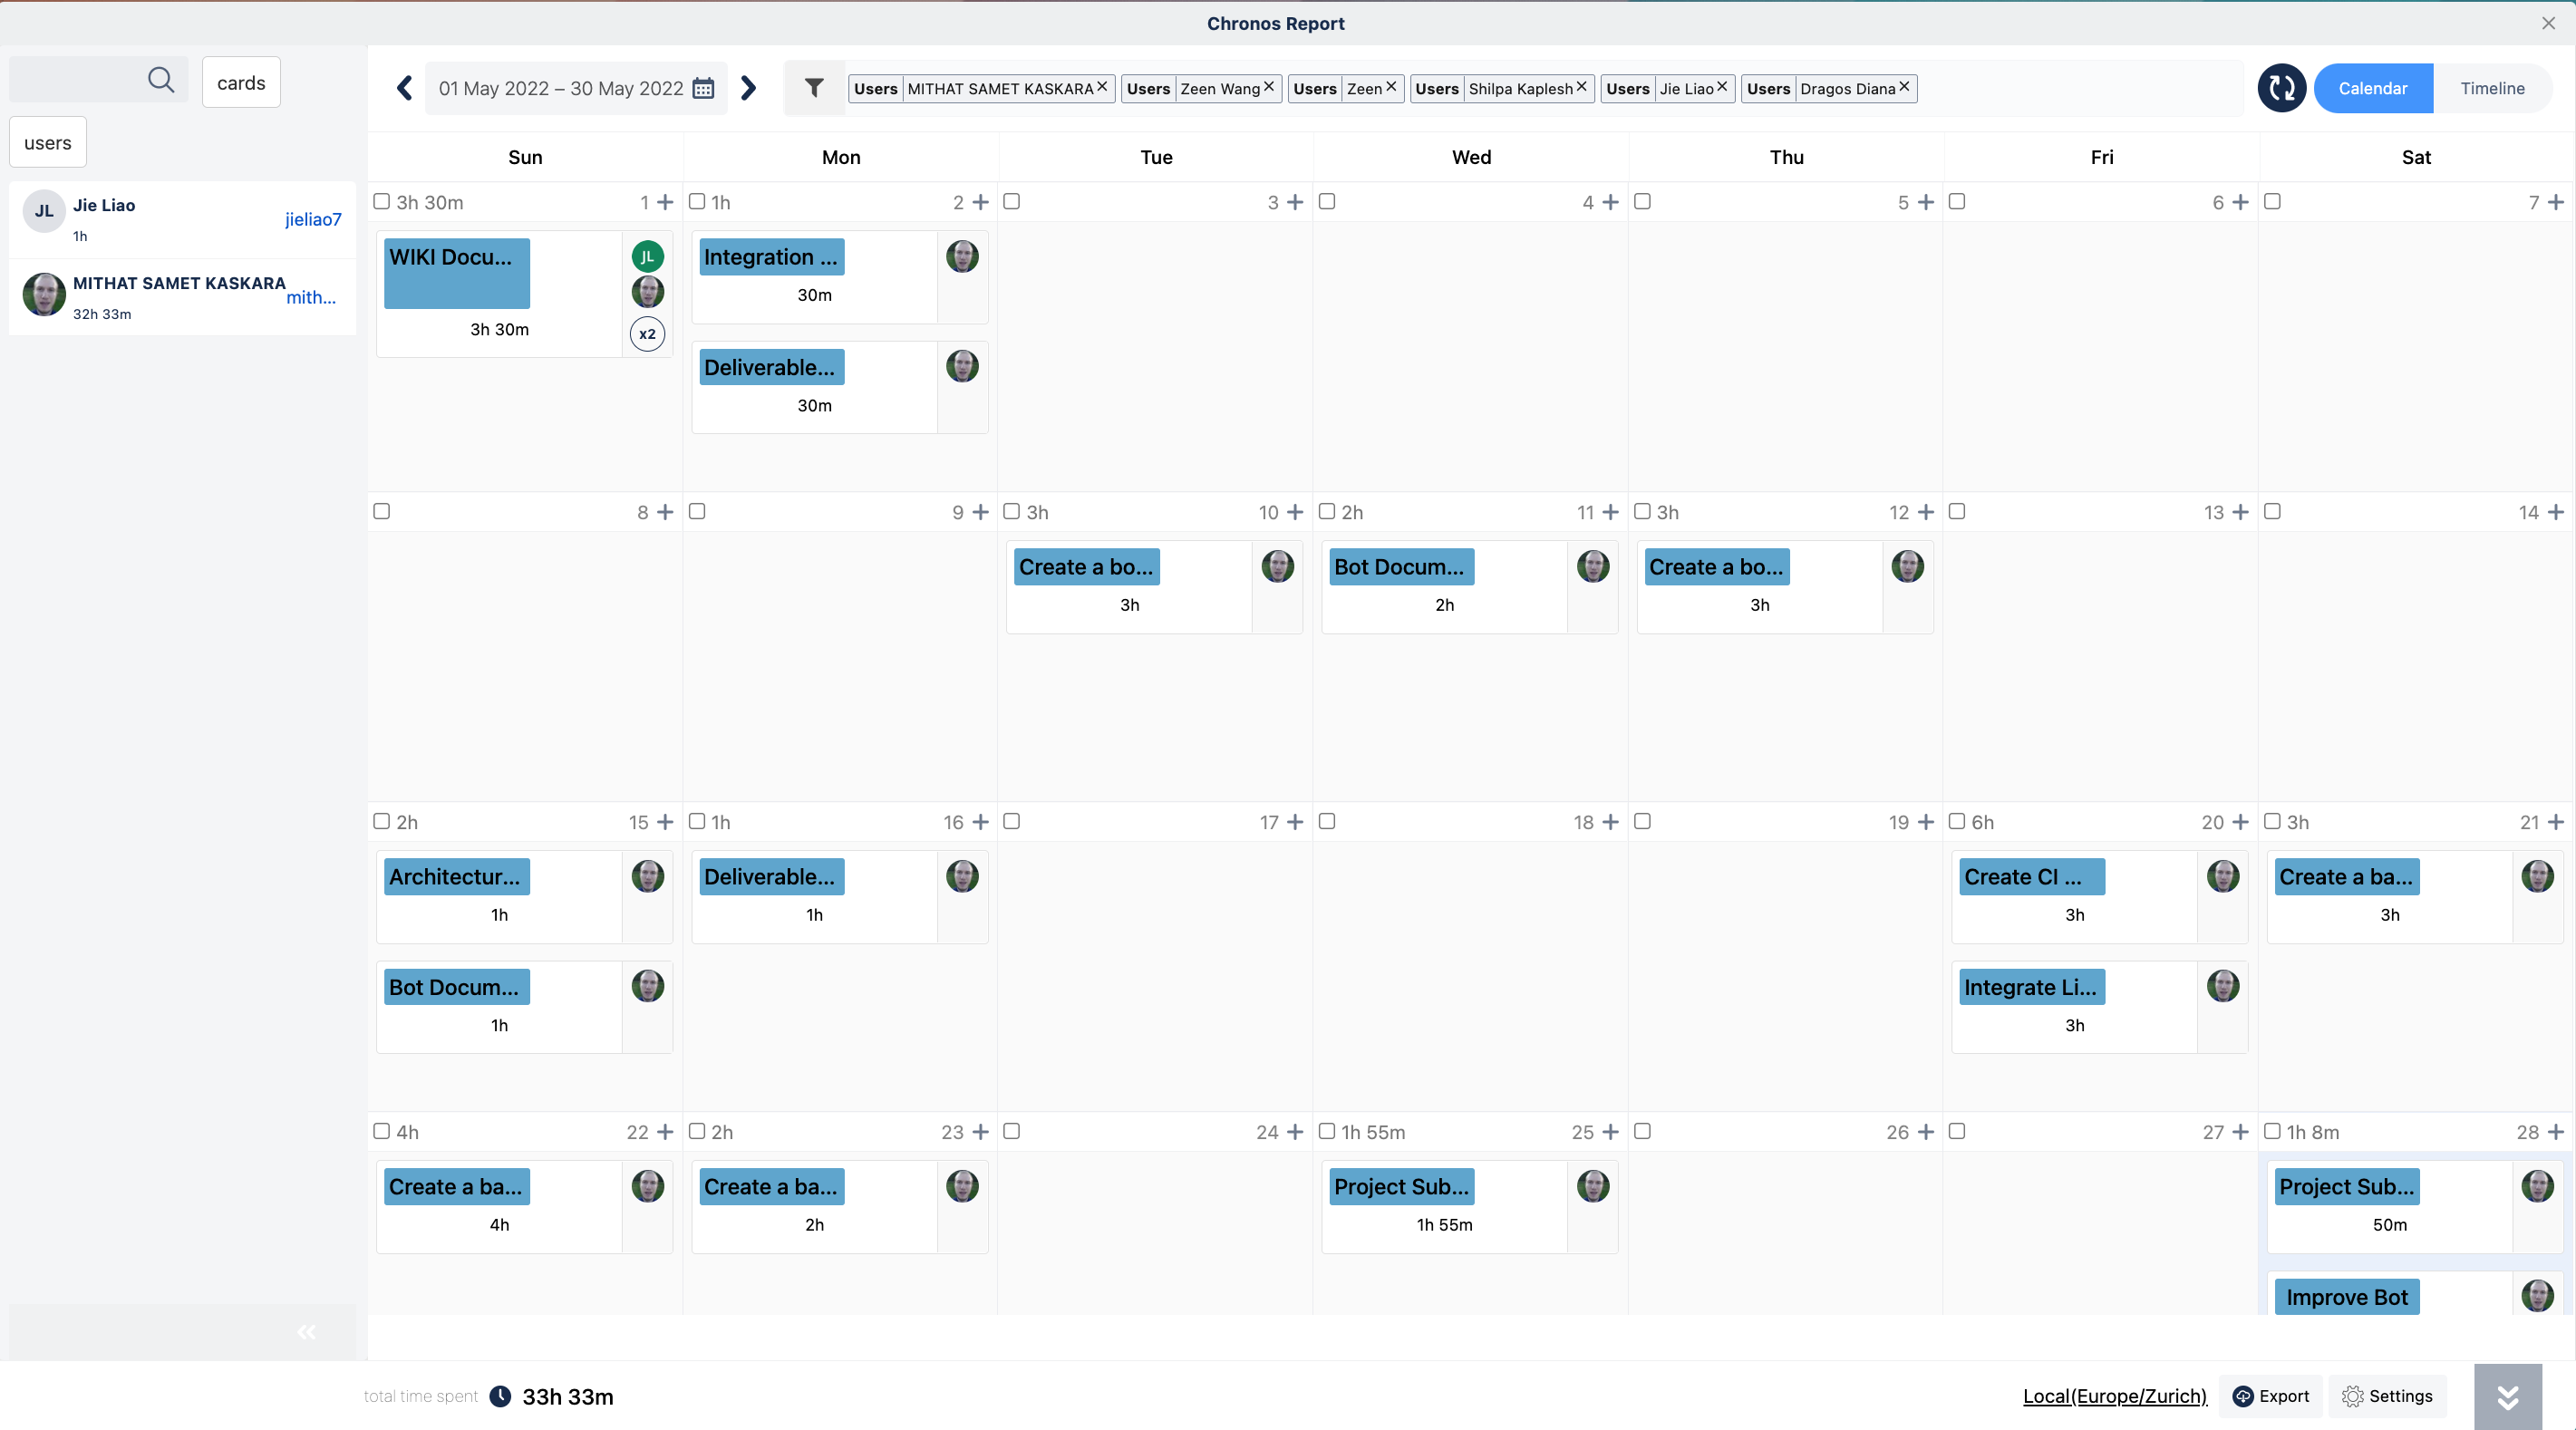 Chronos Report
cards
users
JL Jie Liao jieliao7
1h
MITHAT SAMET KASKARA mith...
32h 33m
01 May 2022 – 30 May 2022
Users MITHAT SAMET KASKARA Users Zeen Wang Users Zeen Users Shilpa Kaplesh Users Jie Liao Users Dragos Diana
Calendar Timeline
Sun Mon Tue Wed Thu Fri Sat
3h 30m 1 1h 2 3 4 5 6 7
WIKI Docu... JL
3h 30m
x2
Integration ...
30m
Deliverable...
30m
8 9 3h 10 2h 11 3h 12 13 14
Create a bo... Bot Docum... Create a bo...
3h 2h 3h
2h 15 1h 16 17 18 19 6h 20 3h 21
Architectur... Deliverable... Create CI ... Create a ba...
1h 1h 3h 3h
Bot Docum... Integrate Li...
1h 3h
4h 22 2h 23 24 1h 55m 25 26 27 1h 8m 28
Create a ba... Create a ba... Project Sub... Project Sub...
4h 2h 1h 55m 50m
Improve Bot
total time spent 33h 33m
Local(Europe/Zurich) Export Settings